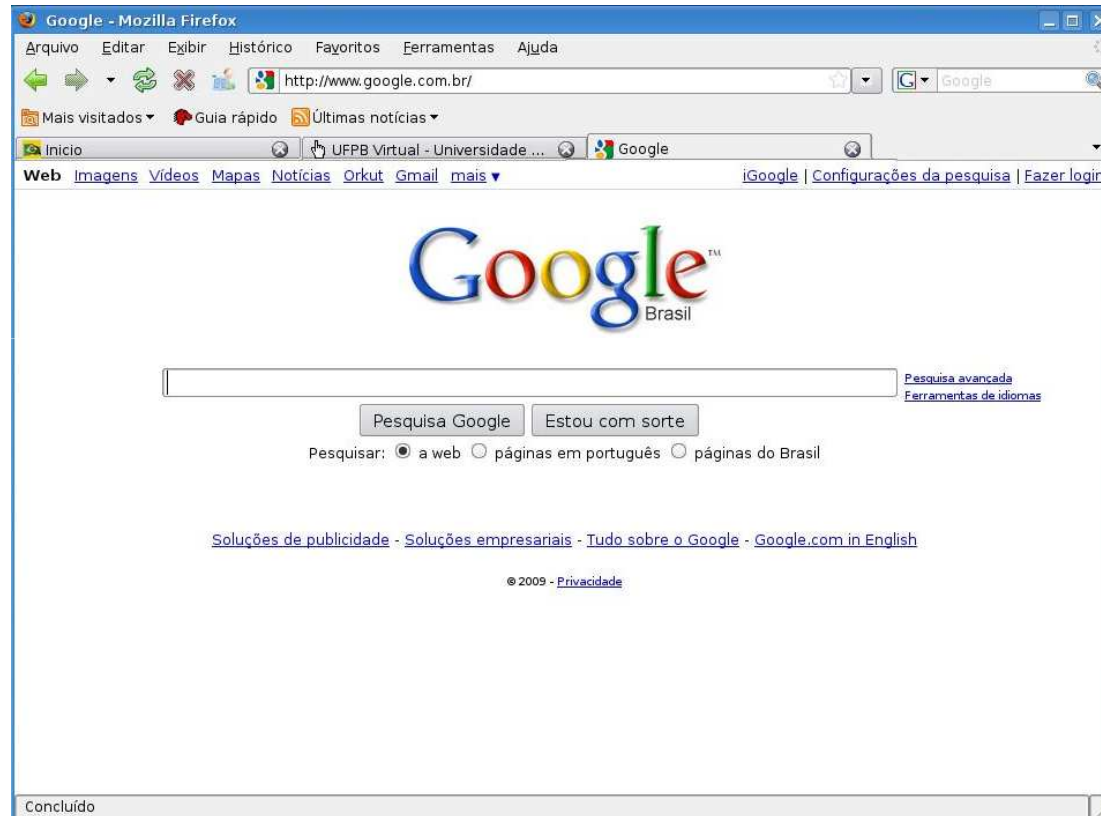 Google - Mozilla Firefox
Arquivo Editar Exibir Histórico Favoritos Ferramentas Ajuda
http://www.google.com.br/ G Google
Mais visitados Guia rápido Últimas notícias
Inicio UFPB Virtual - Universidade ... Google
Web Imagens Vídeos Mapas Notícias Orkut Gmail mais iGoogle | Configurações da pesquisa | Fazer login
Google™
Brasil
Pesquisa avançada
Ferramentas de idiomas
Pesquisa Google Estou com sorte
Pesquisar: a web páginas em português páginas do Brasil
Soluções de publicidade - Soluções empresariais - Tudo sobre o Google - Google.com in English
© 2009 - Privacidade
Concluído